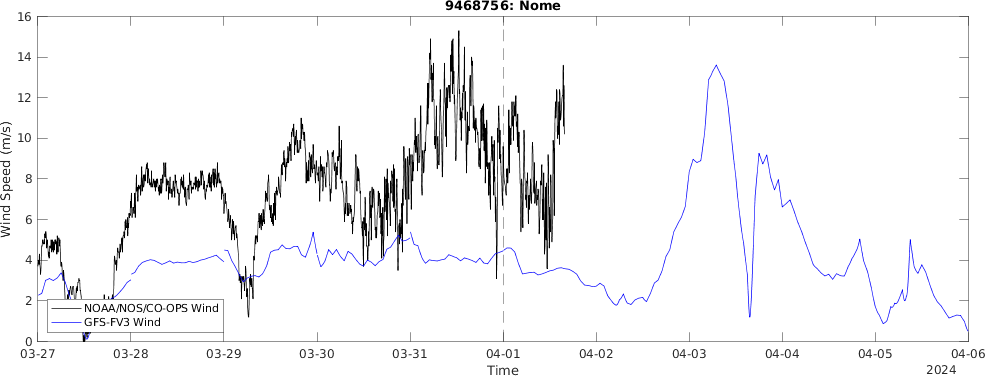 9468756: Nome
Wind Speed (m/s)
16
14
12
10
8
6
4
2
0
NOAA/NOS/CO-OPS Wind
GFS-FV3 Wind
03-27 03-28 03-29 03-30 03-31 04-01 04-02 04-03 04-04 04-05 04-06
Time
2024